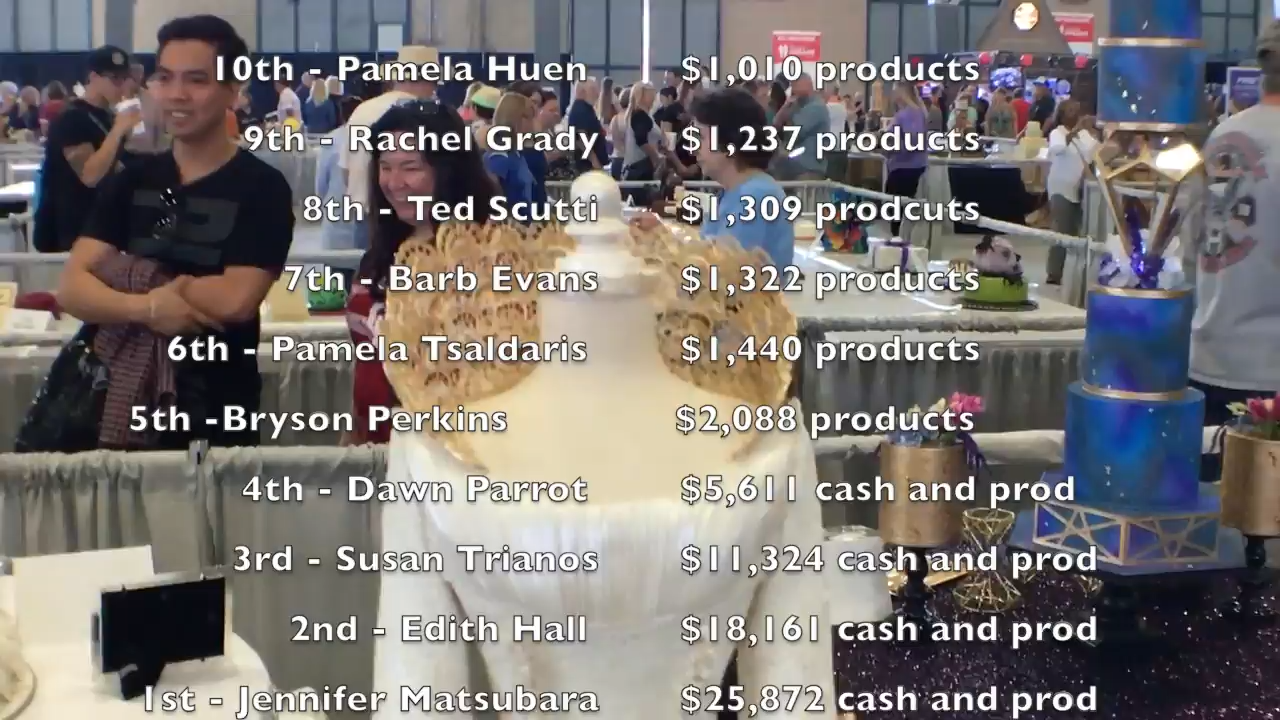 10th - Pamela Huen $1,010 products
9th - Rachel Grady $1,237 products
8th - Ted Scutti $1,309 prodcuts
7th - Barb Evans $1,322 products
6th - Pamela Tsaldaris $1,440 products
5th -Bryson Perkins $2,088 products
4th - Dawn Parrot $5,611 cash and prod
3rd - Susan Trianos $11,324 cash and prod
2nd - Edith Hall $18,161 cash and prod
1st - Jennifer Matsubara $25,872 cash and prod